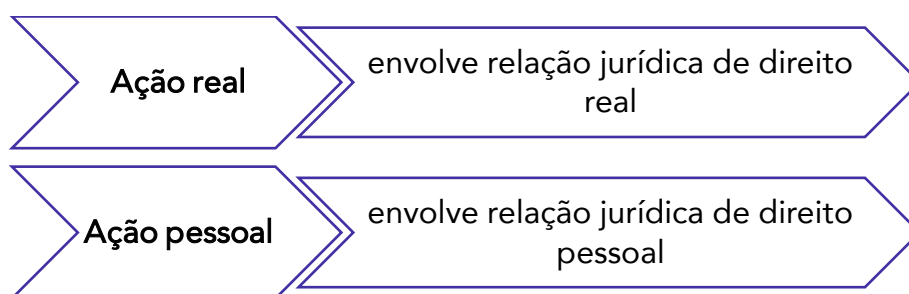 Ação real
envolve relação jurídica de direito
real
Ação pessoal
envolve relação jurídica de direito
pessoal